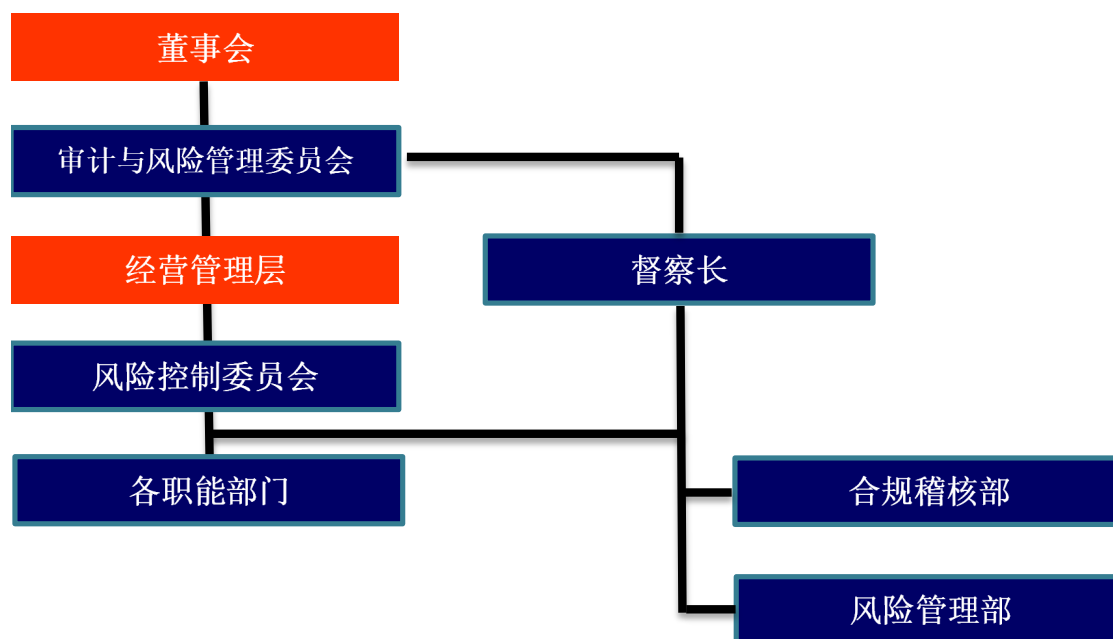 董事会
审计与风险管理委员会
经营管理层
督察长
风险控制委员会
各职能部门
合规稽核部
风险管理部